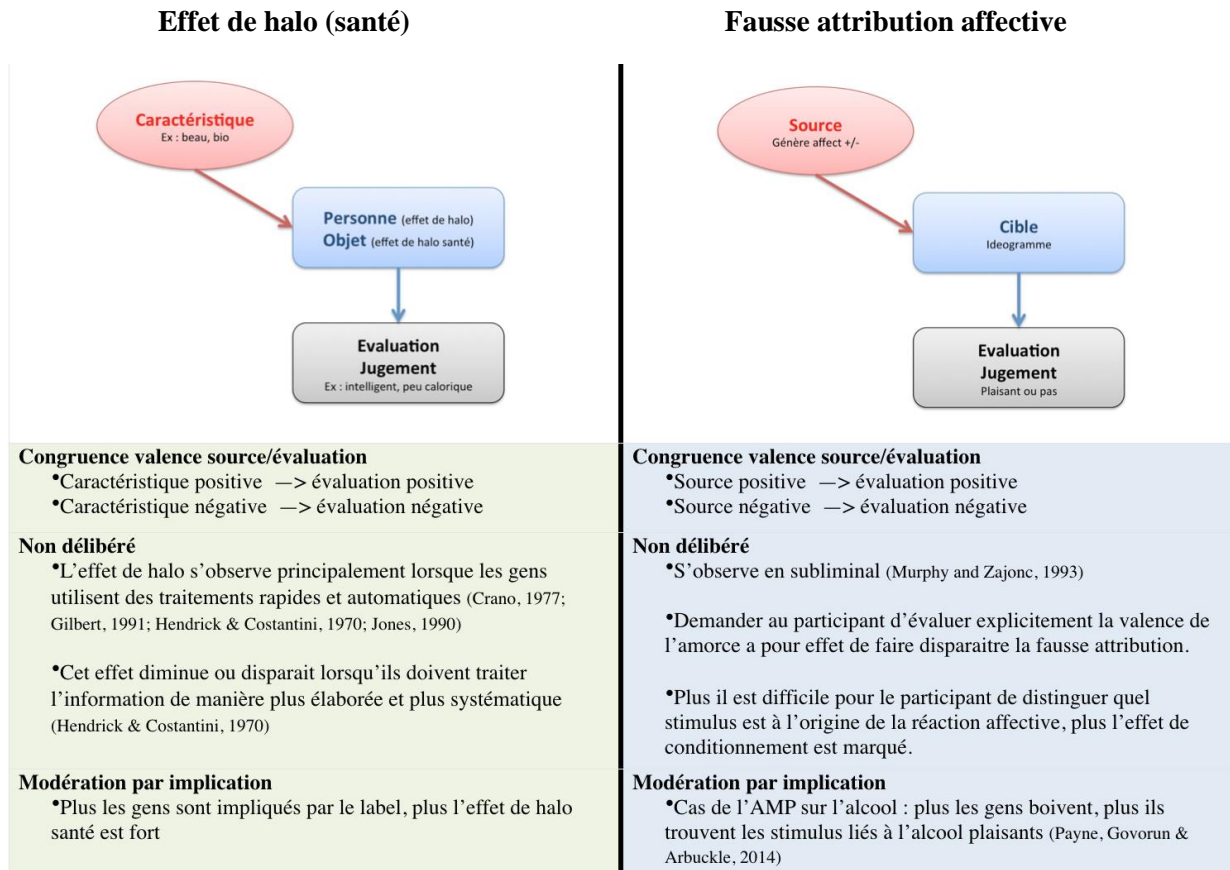 Effet de halo (santé)
Caractéristique
Ex : beau, bio
Personne (effet de halo)
Objet (effet de halo santé)
Evaluation
Jugement
Ex : intelligent, peu calorique
Congruence valence source/évaluation
•Caractéristique positive —> évaluation positive
•Caractéristique négative —> évaluation négative
Non délibéré
•L’effet de halo s’observe principalement lorsque les gens
utilisent des traitements rapides et automatiques (Crano, 1977;
Gilbert, 1991; Hendrick & Costantini, 1970; Jones, 1990)
•Cet effet diminue ou disparait lorsqu’ils doivent traiter
l’information de manière plus élaborée et plus systématique
(Hendrick & Costantini, 1970)
Modération par implication
•Plus les gens sont impliqués par le label, plus l’effet de halo
santé est fort
Fausse attribution affective
Source
Génère affect +/-
Cible
Ideogramme
Evaluation
Jugement
Plaisant ou pas
Congruence valence source/évaluation
•Source positive —> évaluation positive
•Source négative —> évaluation négative
Non délibéré
•S’observe en subliminal (Murphy and Zajonc, 1993)
•Demander au participant d’évaluer explicitement la valence de
l’amorce a pour effet de faire disparaitre la fausse attribution.
•Plus il est difficile pour le participant de distinguer quel
stimulus est à l’origine de la réaction affective, plus l’effet de
conditionnement est marqué.
Modération par implication
•Cas de l’AMP sur l’alcool : plus les gens boivent, plus ils
trouvent les stimulus liés à l’alcool plaisants (Payne, Govorun &
Arbuckle, 2014)